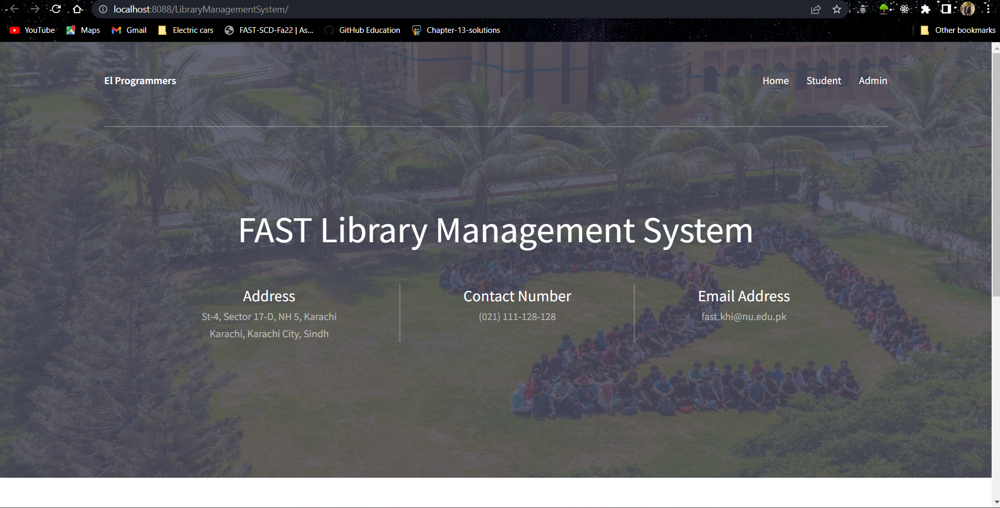 localhost:8088/LibraryManagementSystem/
YouTube Maps Gmail Electric cars FAST-SCD-Fa22 | As... GitHub Education Chapter-13-solutions Other bookmarks
El Programmers Home Student Admin
FAST Library Management System
Address Contact Number Email Address
St-4, Sector 17-D, NH 5, Karachi (021) 111-128-128 fast.khi@nu.edu.pk
Karachi, Karachi City, Sindh